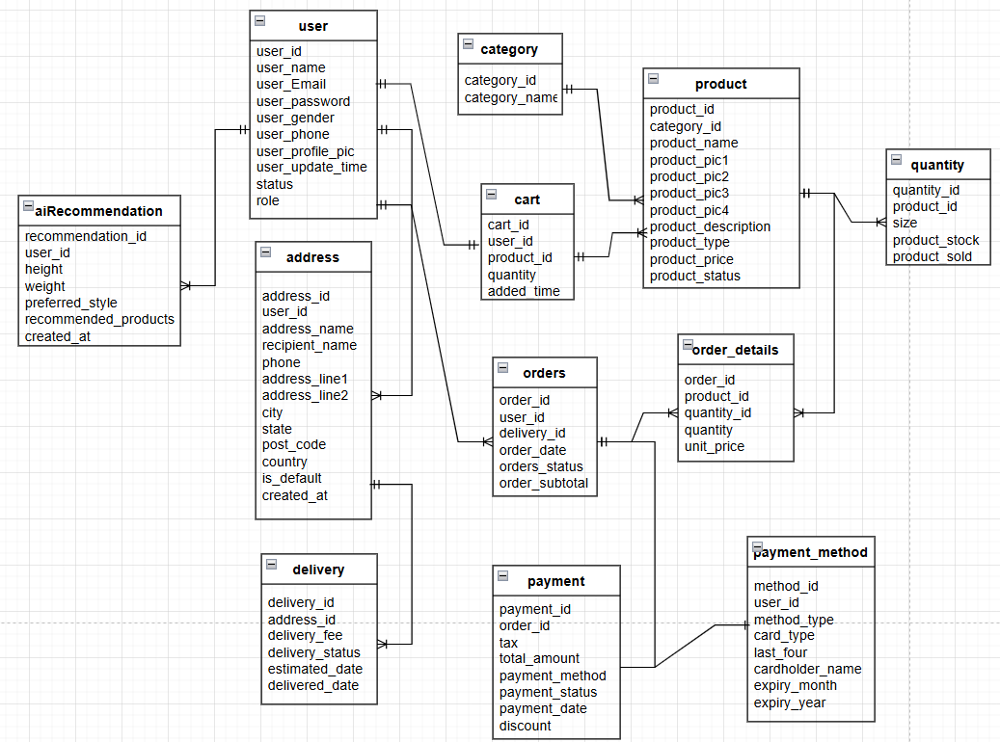 user
user_id
user_name
user_Email
user_password
user_gender
user_phone
user_profile_pic
user_update_time
status
role
category
category_id
category_name
product
product_id
category_id
product_name
product_pic1
product_pic2
product_pic3
product_pic4
product_description
product_type
product_price
product_status
quantity
quantity_id
product_id
size
product_stock
product_sold
aiRecommendation
recommendation_id
user_id
height
weight
preferred_style
recommended_products
created_at
cart
cart_id
user_id
product_id
quantity
added_time
address
address_id
user_id
address_name
recipient_name
phone
address_line1
address_line2
city
state
post_code
country
is_default
created_at
orders
order_id
user_id
delivery_id
order_date
orders_status
order_subtotal
order_details
order_id
product_id
quantity_id
quantity
unit_price
delivery
delivery_id
address_id
delivery_fee
delivery_status
estimated_date
delivered_date
payment
payment_id
order_id
tax
total_amount
payment_method
payment_status
payment_date
discount
payment_method
method_id
user_id
method_type
card_type
last_four
cardholder_name
expiry_month
expiry_year